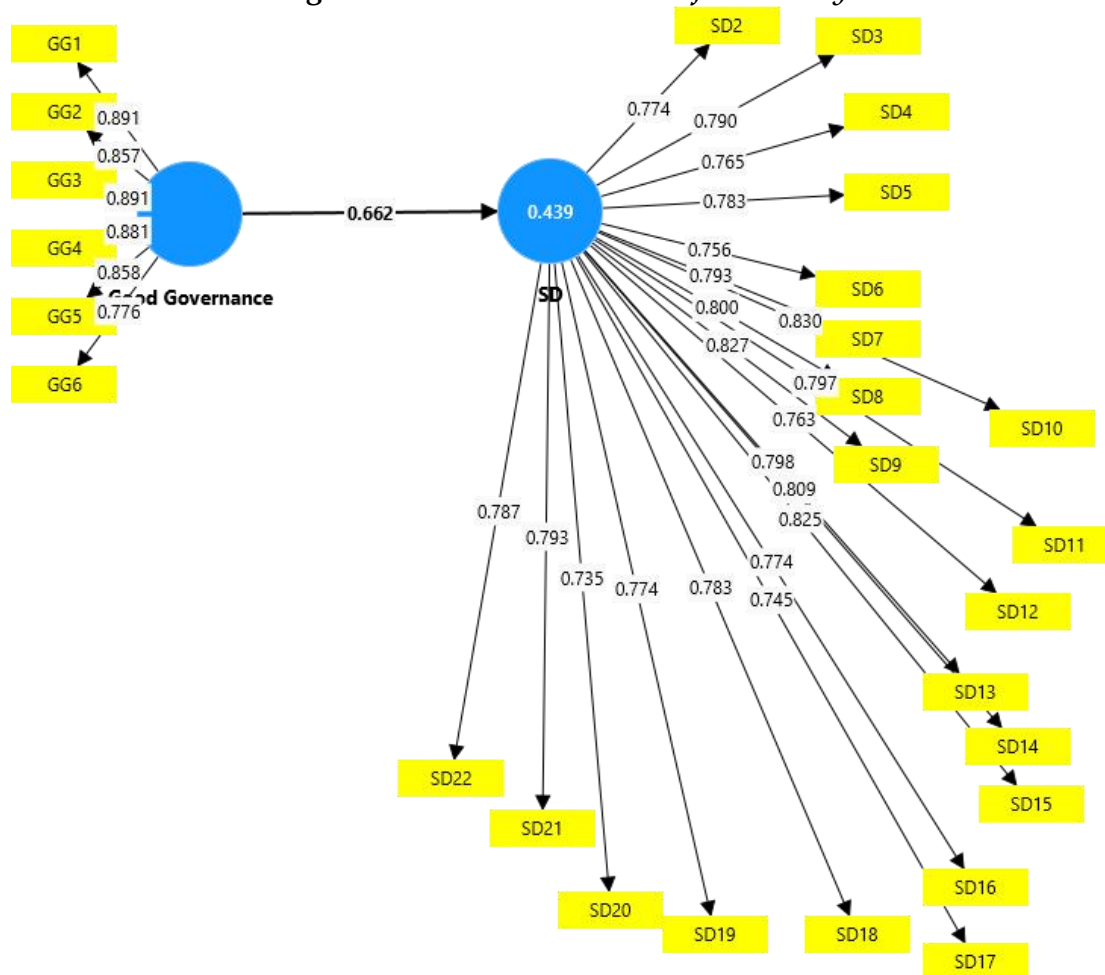 GG1
GG2
GG3
GG4
GG5
GG6
0.891
0.857
0.891
0.881
0.858
0.776
Good Governance
0.662
0.439
SD
SD2
SD3
SD4
SD5
SD6
SD7
SD8
SD9
SD10
SD11
SD12
SD13
SD14
SD15
SD16
SD17
SD18
SD19
SD20
SD21
SD22
0.774
0.790
0.765
0.783
0.756
0.793
0.800
0.830
0.827
0.797
0.763
0.798
0.809
0.825
0.774
0.745
0.783
0.774
0.735
0.793
0.787